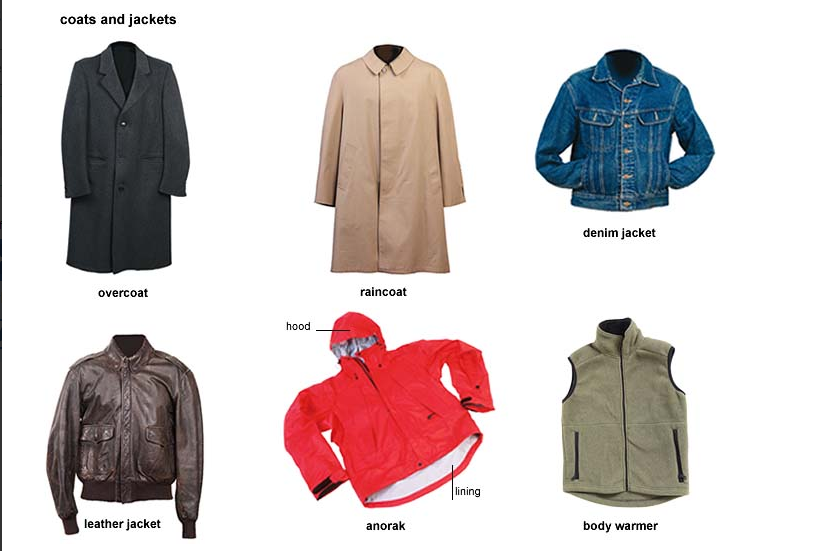 coats and jackets
overcoat
raincoat
denim jacket
hood
leather jacket
lining
anorak
body warmer